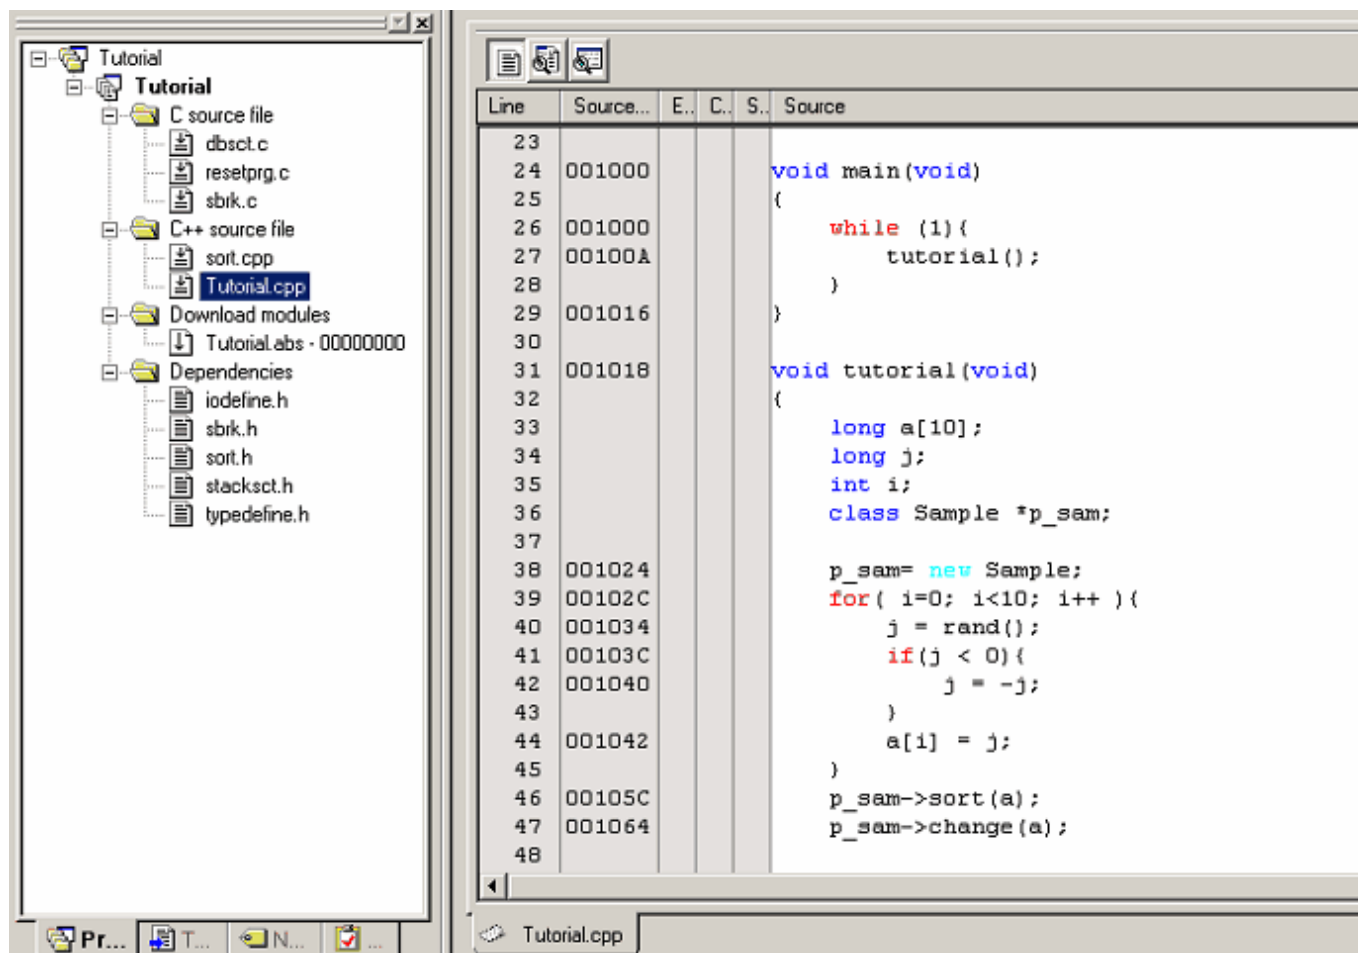 Tutorial
Tutorial
C source file
dbsct.c
resetprg.c
sbrk.c
C++ source file
sort.cpp
Tutorial.cpp
Download modules
Tutorial.abs - 00000000
Dependencies
iodefine.h
sbrk.h
sort.h
stacksct.h
typedefine.h
Pr... T... N... ...
Line Source... E.. C.. S.. Source
23
24 001000 void main(void)
25 {
26 001000 while (1){
27 00100A tutorial();
28 }
29 001016 }
30
31 001018 void tutorial(void)
32 {
33 long a[10];
34 long j;
35 int i;
36 class Sample *p_sam;
37
38 001024 p_sam= new Sample;
39 00102C for( i=0; i<10; i++ ){
40 001034 j = rand();
41 00103C if(j < 0){
42 001040 j = -j;
43 }
44 001042 a[i] = j;
45 }
46 00105C p_sam->sort(a);
47 001064 p_sam->change(a);
48
Tutorial.cpp